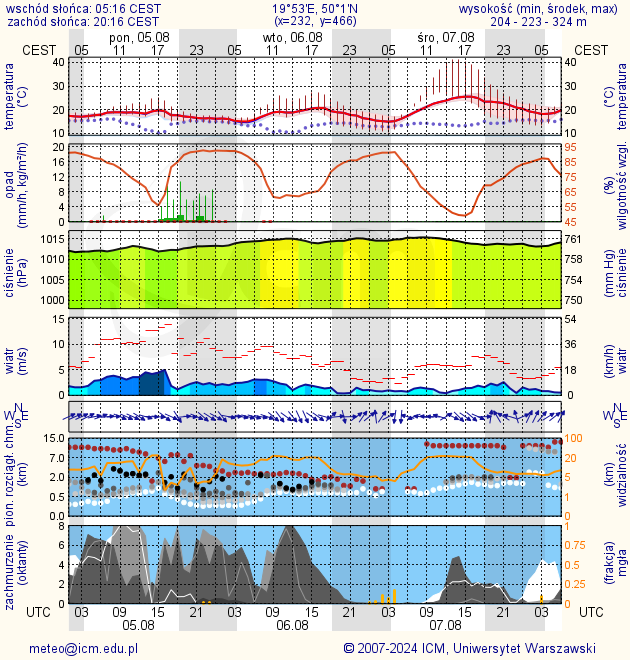 wschód słońca: 05:16 CEST 19°53'E, 50°1'N wysokość (min, środek, max)
zachód słońca: 20:16 CEST (x=232, y=466) 204 - 223 - 324 m
pon, 05.08 wto, 06.08 śro, 07.08
CEST 05 11 17 23 05 11 17 23 05 11 17 23 05 CEST
temperatura (°C)
40 30 20 10
40 30 20 10
temperatura (°C)
opad (mm/h, kg/m²/h)
20 16 12 8 4 0
95 85 75 65 55 45
(%) wilgotność wzgl.
ciśnienie (hPa)
1015 1010 1005 1000
761 758 754 750
(mm Hg) ciśnienie
wiatr (m/s)
15 10 5 0
54 36 18 0
(km/h) wiatr
N W E S
N W E S
pion. rozciągł. chm. (km)
15.0 7.0 2.0 0.5 0.0
100 20 5 1 0
(km) widzialność
zachmurzenie (oktanty)
8 6 4 2 0
1 0.75 0.5 0.25 0
(frakcja) mgła
UTC 03 09 15 21 03 09 15 21 03 09 15 21 03 UTC
05.08 06.08 07.08
meteo@icm.edu.pl © 2007-2024 ICM, Uniwersytet Warszawski